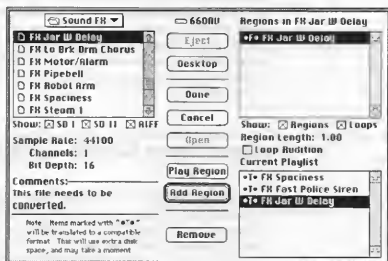 Sound FX
660AV
Regions in FX Jar W Delay
FX Jar W Delay
FX Lo Brk Drm Chorus
FX Motor/Alarm
FX Pipebell
FX Robot Arm
FX Spaciness
FX Steam 1
Show: SD I SD II AIFF
Sample Rate: 44100
Channels: 1
Bit Depth: 16
Comments:
This file needs to be
converted.
Note Items marked with "•T•"
will be translated to a compatible
format This will use extra disk
space, and may take a moment
Eject
Desktop
Done
Cancel
Open
Play Region
Add Region
Remove
•T• FX Jar W Delay
Show: Regions Loops
Region Length: 1.00
Loop Audition
Current Playlist
•T• FX Spaciness
•T• FX Fast Police Siren
•T• FX Jar W Delay